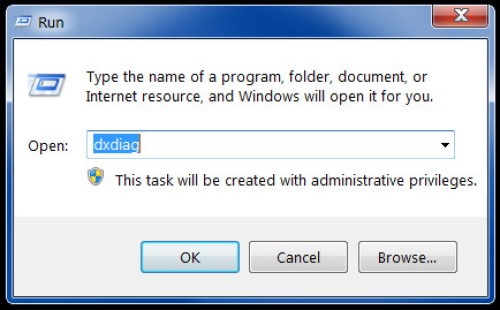 Run
Type the name of a program, folder, document, or
Internet resource, and Windows will open it for you.
Open: dxdiag
This task will be created with administrative privileges.
OK Cancel Browse...